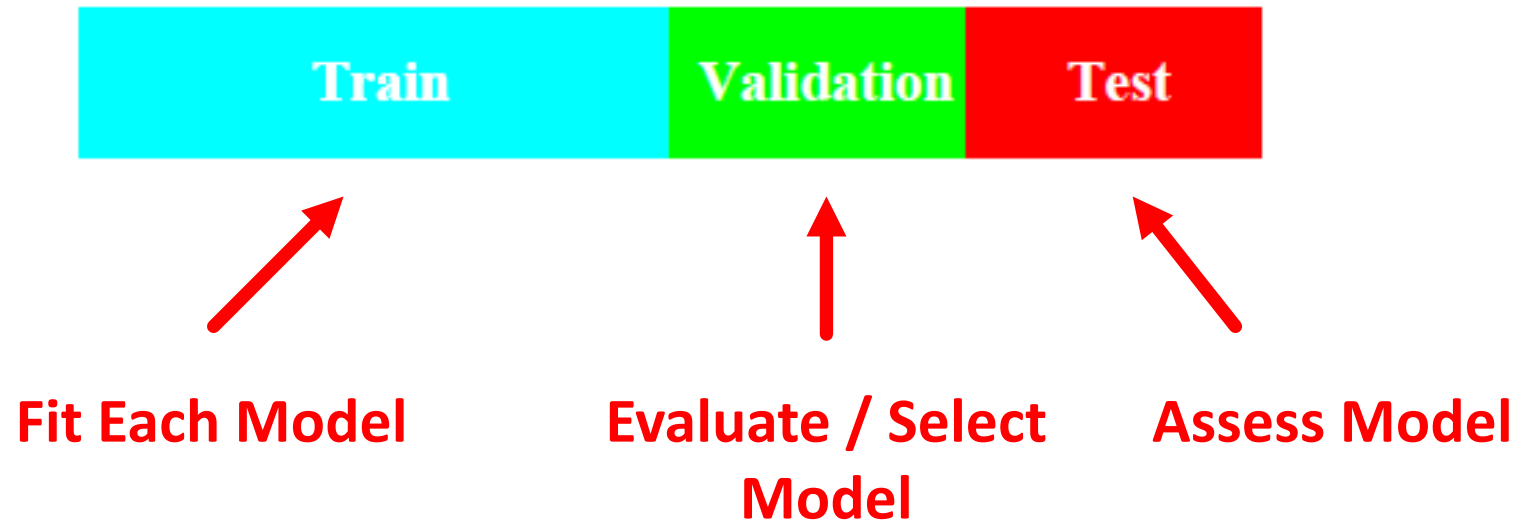 Train Validation Test
Fit Each Model Evaluate / Select Assess Model
Model